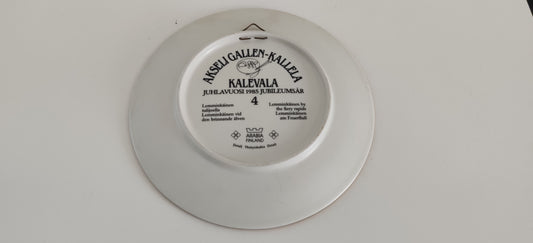 AKSELI GALLEN-KALLELA
KALEVALA
JUHLAVUOSI 1985 JUBILEUMSÅR
4
Lemminkäinen
tulijoella
Lemminkäinen vid
den brinnande älven
Lemminkäinen by
the fiery rapids
Lemminkäinen
am Feuerfluß
ARABIA
FINLAND